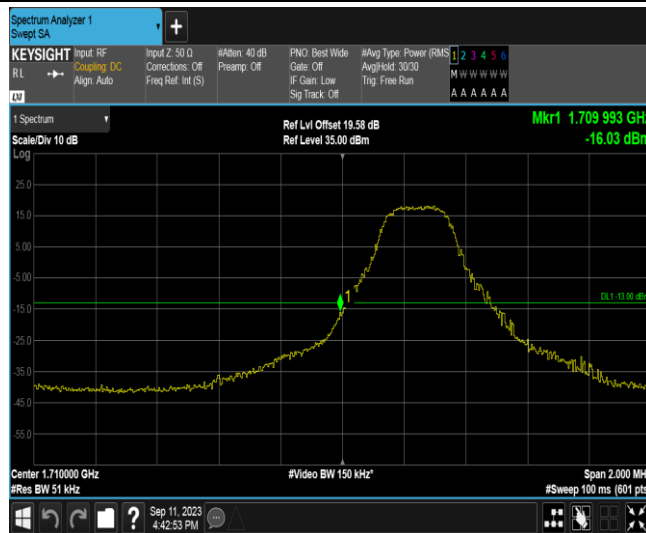 Spectrum Analyzer 1
Swept SA
+
KEYSIGHT
RL
LXI
Input: RF
Coupling: DC
Align: Auto
Input Z: 50 Ω
Corrections: Off
Freq Ref: Int (S)
#Atten: 40 dB
Preamp: Off
PNO: Best Wide
Gate: Off
IF Gain: Low
Sig Track: Off
#Avg Type: Power (RMS
Avg|Hold: 30/30
Trig: Free Run
1 2 3 4 5 6
M W W W W W
A A A A A A
1 Spectrum
Scale/Div 10 dB
Ref Lvl Offset 19.58 dB
Ref Level 35.00 dBm
Mkr1 1.709 993 GHz
-16.03 dBm
Log
25.0
15.0
5.00
-5.00
1
DL1 -13.00 dBm
-15.0
-25.0
-35.0
-45.0
-55.0
Center 1.710000 GHz
#Video BW 150 kHz*
Span 2.000 MH
#Res BW 51 kHz
#Sweep 100 ms (601 pts
?
Sep 11, 2023
4:42:53 PM